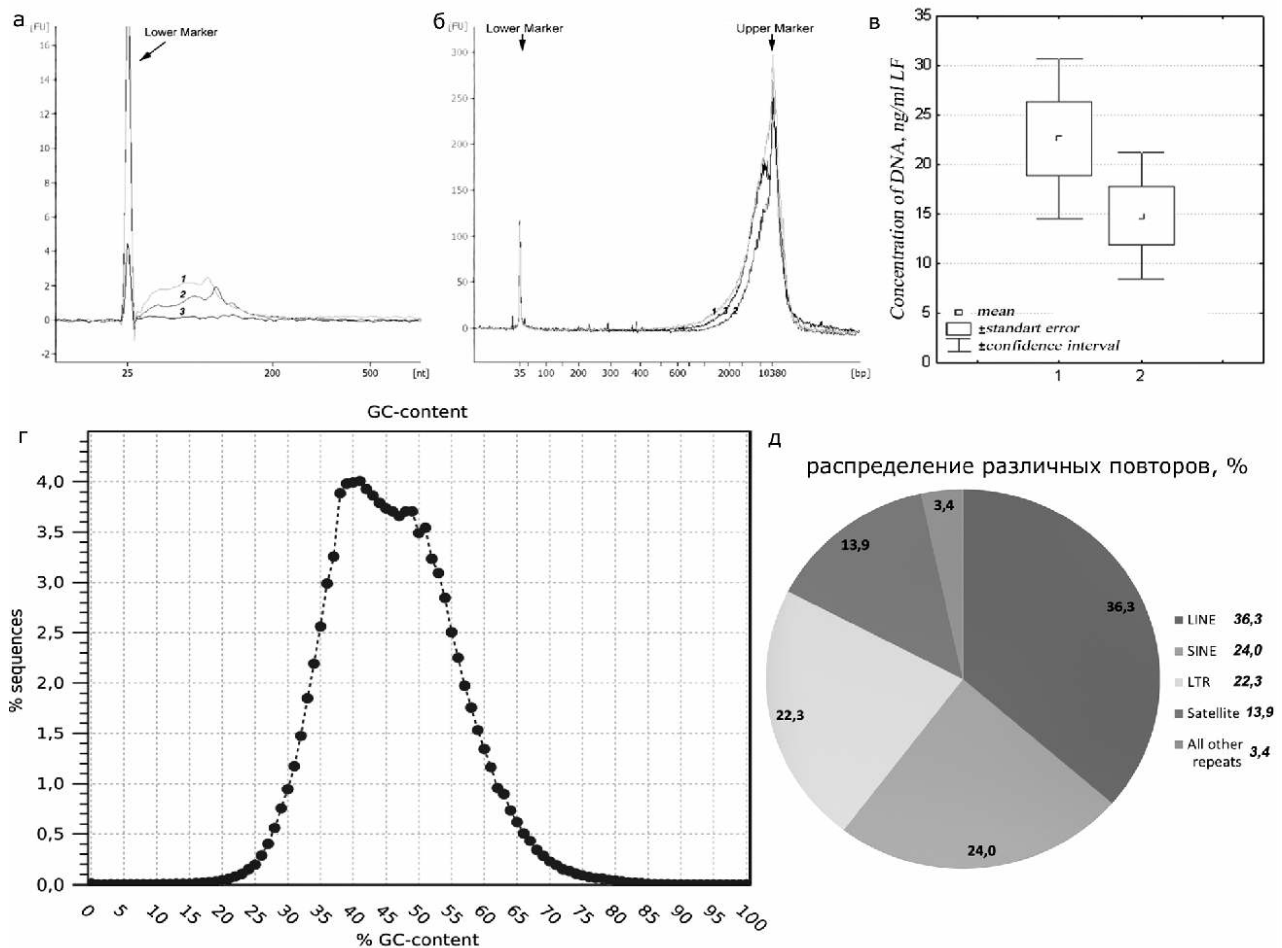 а
[FU]
Lower Marker
16
14
12
10
8
6
4
2
0
-2
1
2
3
25
200
500
[nt]
б
[FU]
Lower Marker
Upper Marker
300
250
200
150
100
50
0
1 3 2
35
100
200
300
400
600
2000
10380
[bp]
в
Concentration of DNA, ng/ml LF
35
30
25
20
15
10
5
0
mean
±standart error
±confidence interval
1
2
г
GC-content
% sequences
4,0
3,5
3,0
2,5
2,0
1,5
1,0
0,5
0,0
0 5 10 15 20 25 30 35 40 45 50 55 60 65 70 75 80 85 90 95 100
% GC-content
д
распределение различных повторов, %
3,4
13,9
36,3
22,3
24,0
LINE 36,3
SINE 24,0
LTR 22,3
Satellite 13,9
All other
repeats 3,4